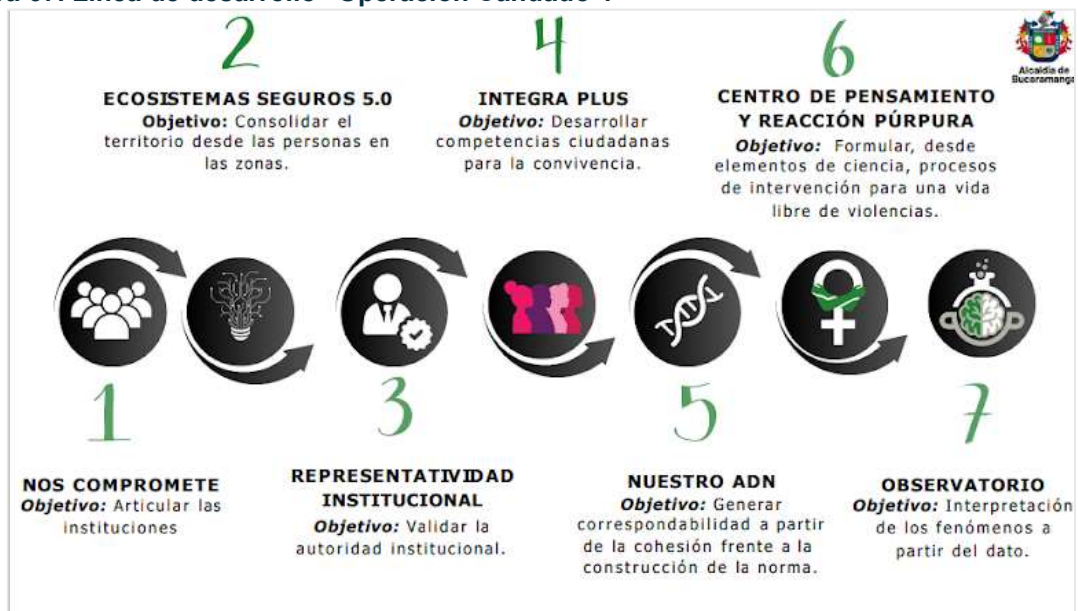 Línea de desarrollo "Operación Candado"
2
ECOSISTEMAS SEGUROS 5.0
Objetivo: Consolidar el
territorio desde las personas en
las zonas.
4
INTEGRA PLUS
Objetivo: Desarrollar
competencias ciudadanas
para la convivencia.
6
CENTRO DE PENSAMIENTO
Y REACCIÓN PÚRPURA
Objetivo: Formular, desde
elementos de ciencia, procesos
de intervención para una vida
libre de violencias.
Alcaldía de
Bucaramanga
1
NOS COMPROMETE
Objetivo: Articular las
instituciones
3
REPRESENTATIVIDAD
INSTITUCIONAL
Objetivo: Validar la
autoridad institucional.
5
NUESTRO ADN
Objetivo: Generar
correspondabilidad a partir
de la cohesión frente a la
construcción de la norma.
7
OBSERVATORIO
Objetivo: Interpretación
de los fenómenos a
partir del dato.